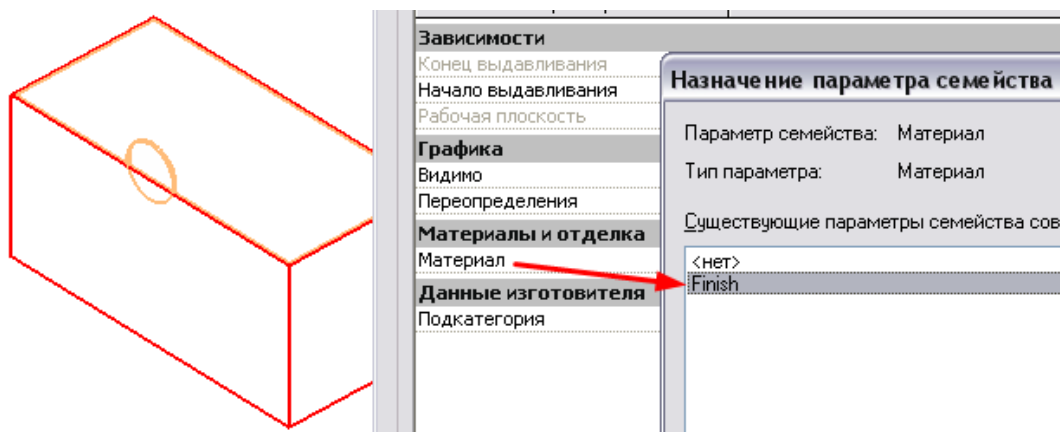 Зависимости
Конец выдавливания
Начало выдавливания
Рабочая плоскость
Графика
Видимо
Переопределения
Материалы и отделка
Материал
Данные изготовителя
Подкатегория
Назначение параметра семейства
Параметр семейства: Материал
Тип параметра: Материал
Существующие параметры семейства сов
<нет>
Finish